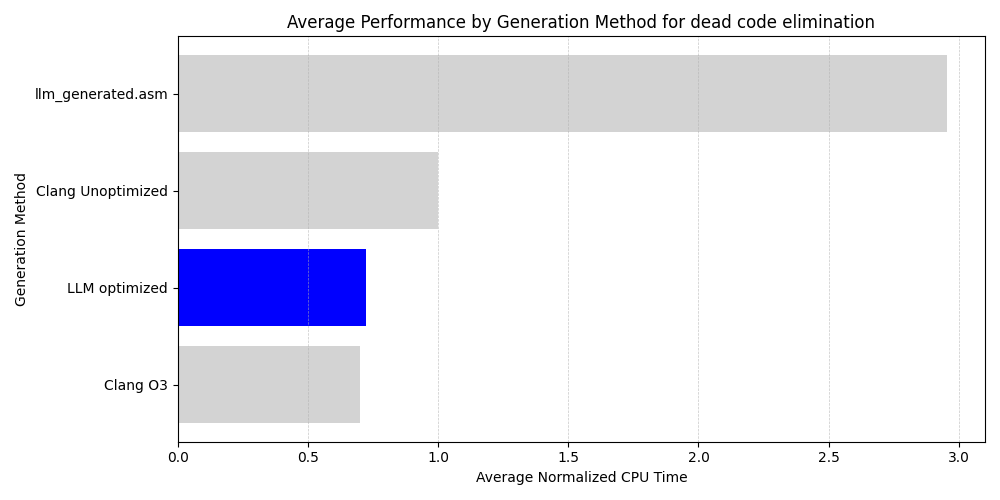 Average Performance by Generation Method for dead code elimination
Generation Method
llm_generated.asm
Clang Unoptimized
LLM optimized
Clang O3
0.0 0.5 1.0 1.5 2.0 2.5 3.0
Average Normalized CPU Time